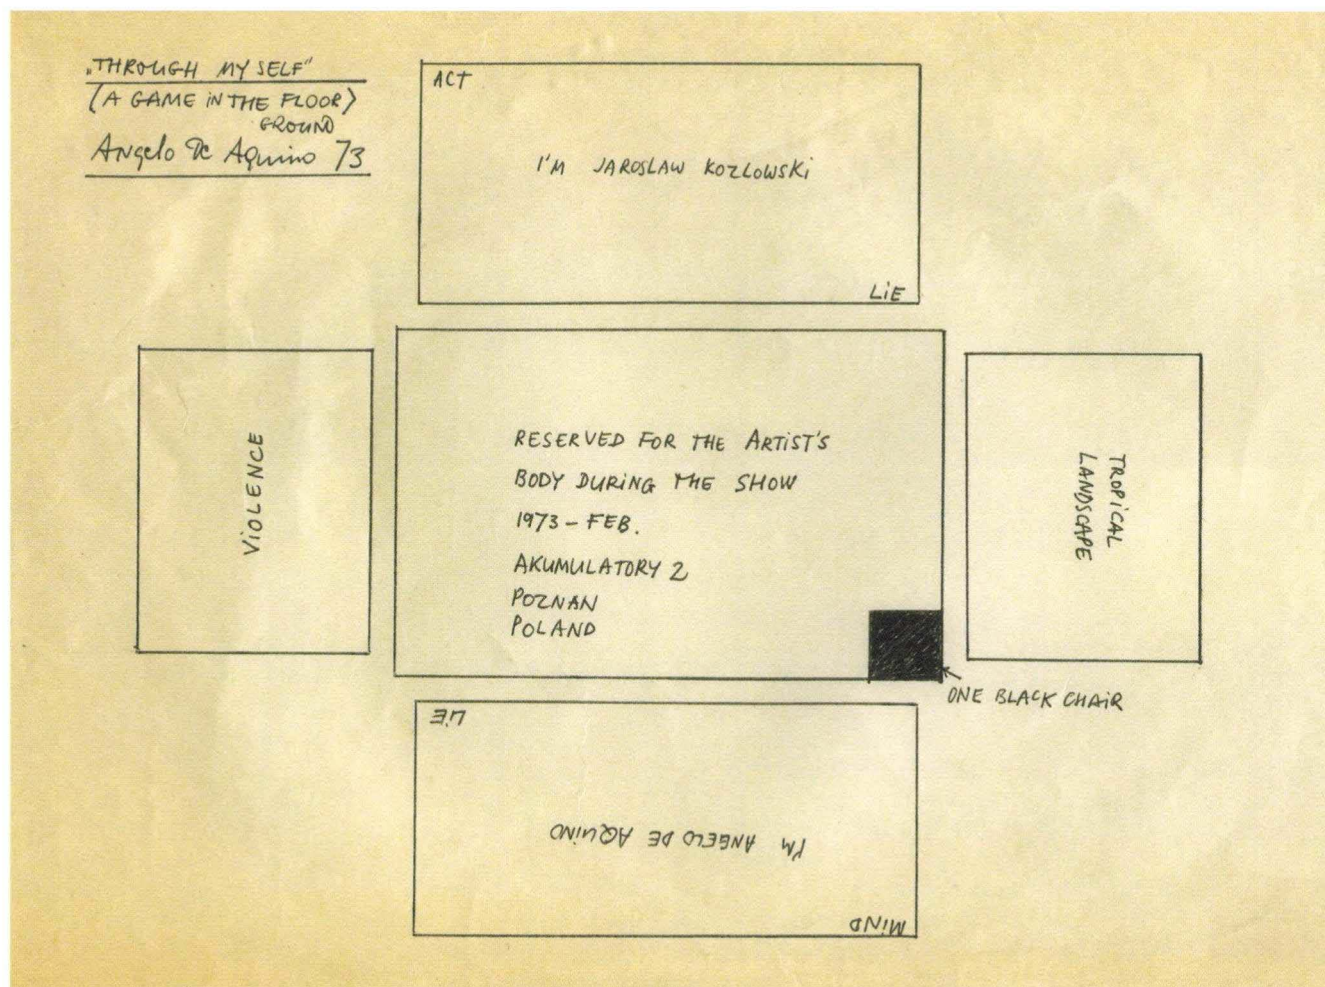 „THROUGH MY SELF"
(A GAME IN THE FLOOR)
GROUND
Angelo De Aquino 73
ACT
I'M JAROSLAW KOZLOWSKI
LIE
VIOLENCE
RESERVED FOR THE ARTIST'S
BODY DURING THE SHOW
1973 – FEB.
AKUMULATORY 2
POZNAN
POLAND
TROPICAL
LANDSCAPE
ONE BLACK CHAIR
MIND
I'M ANGELO DE AQUINO
LIE